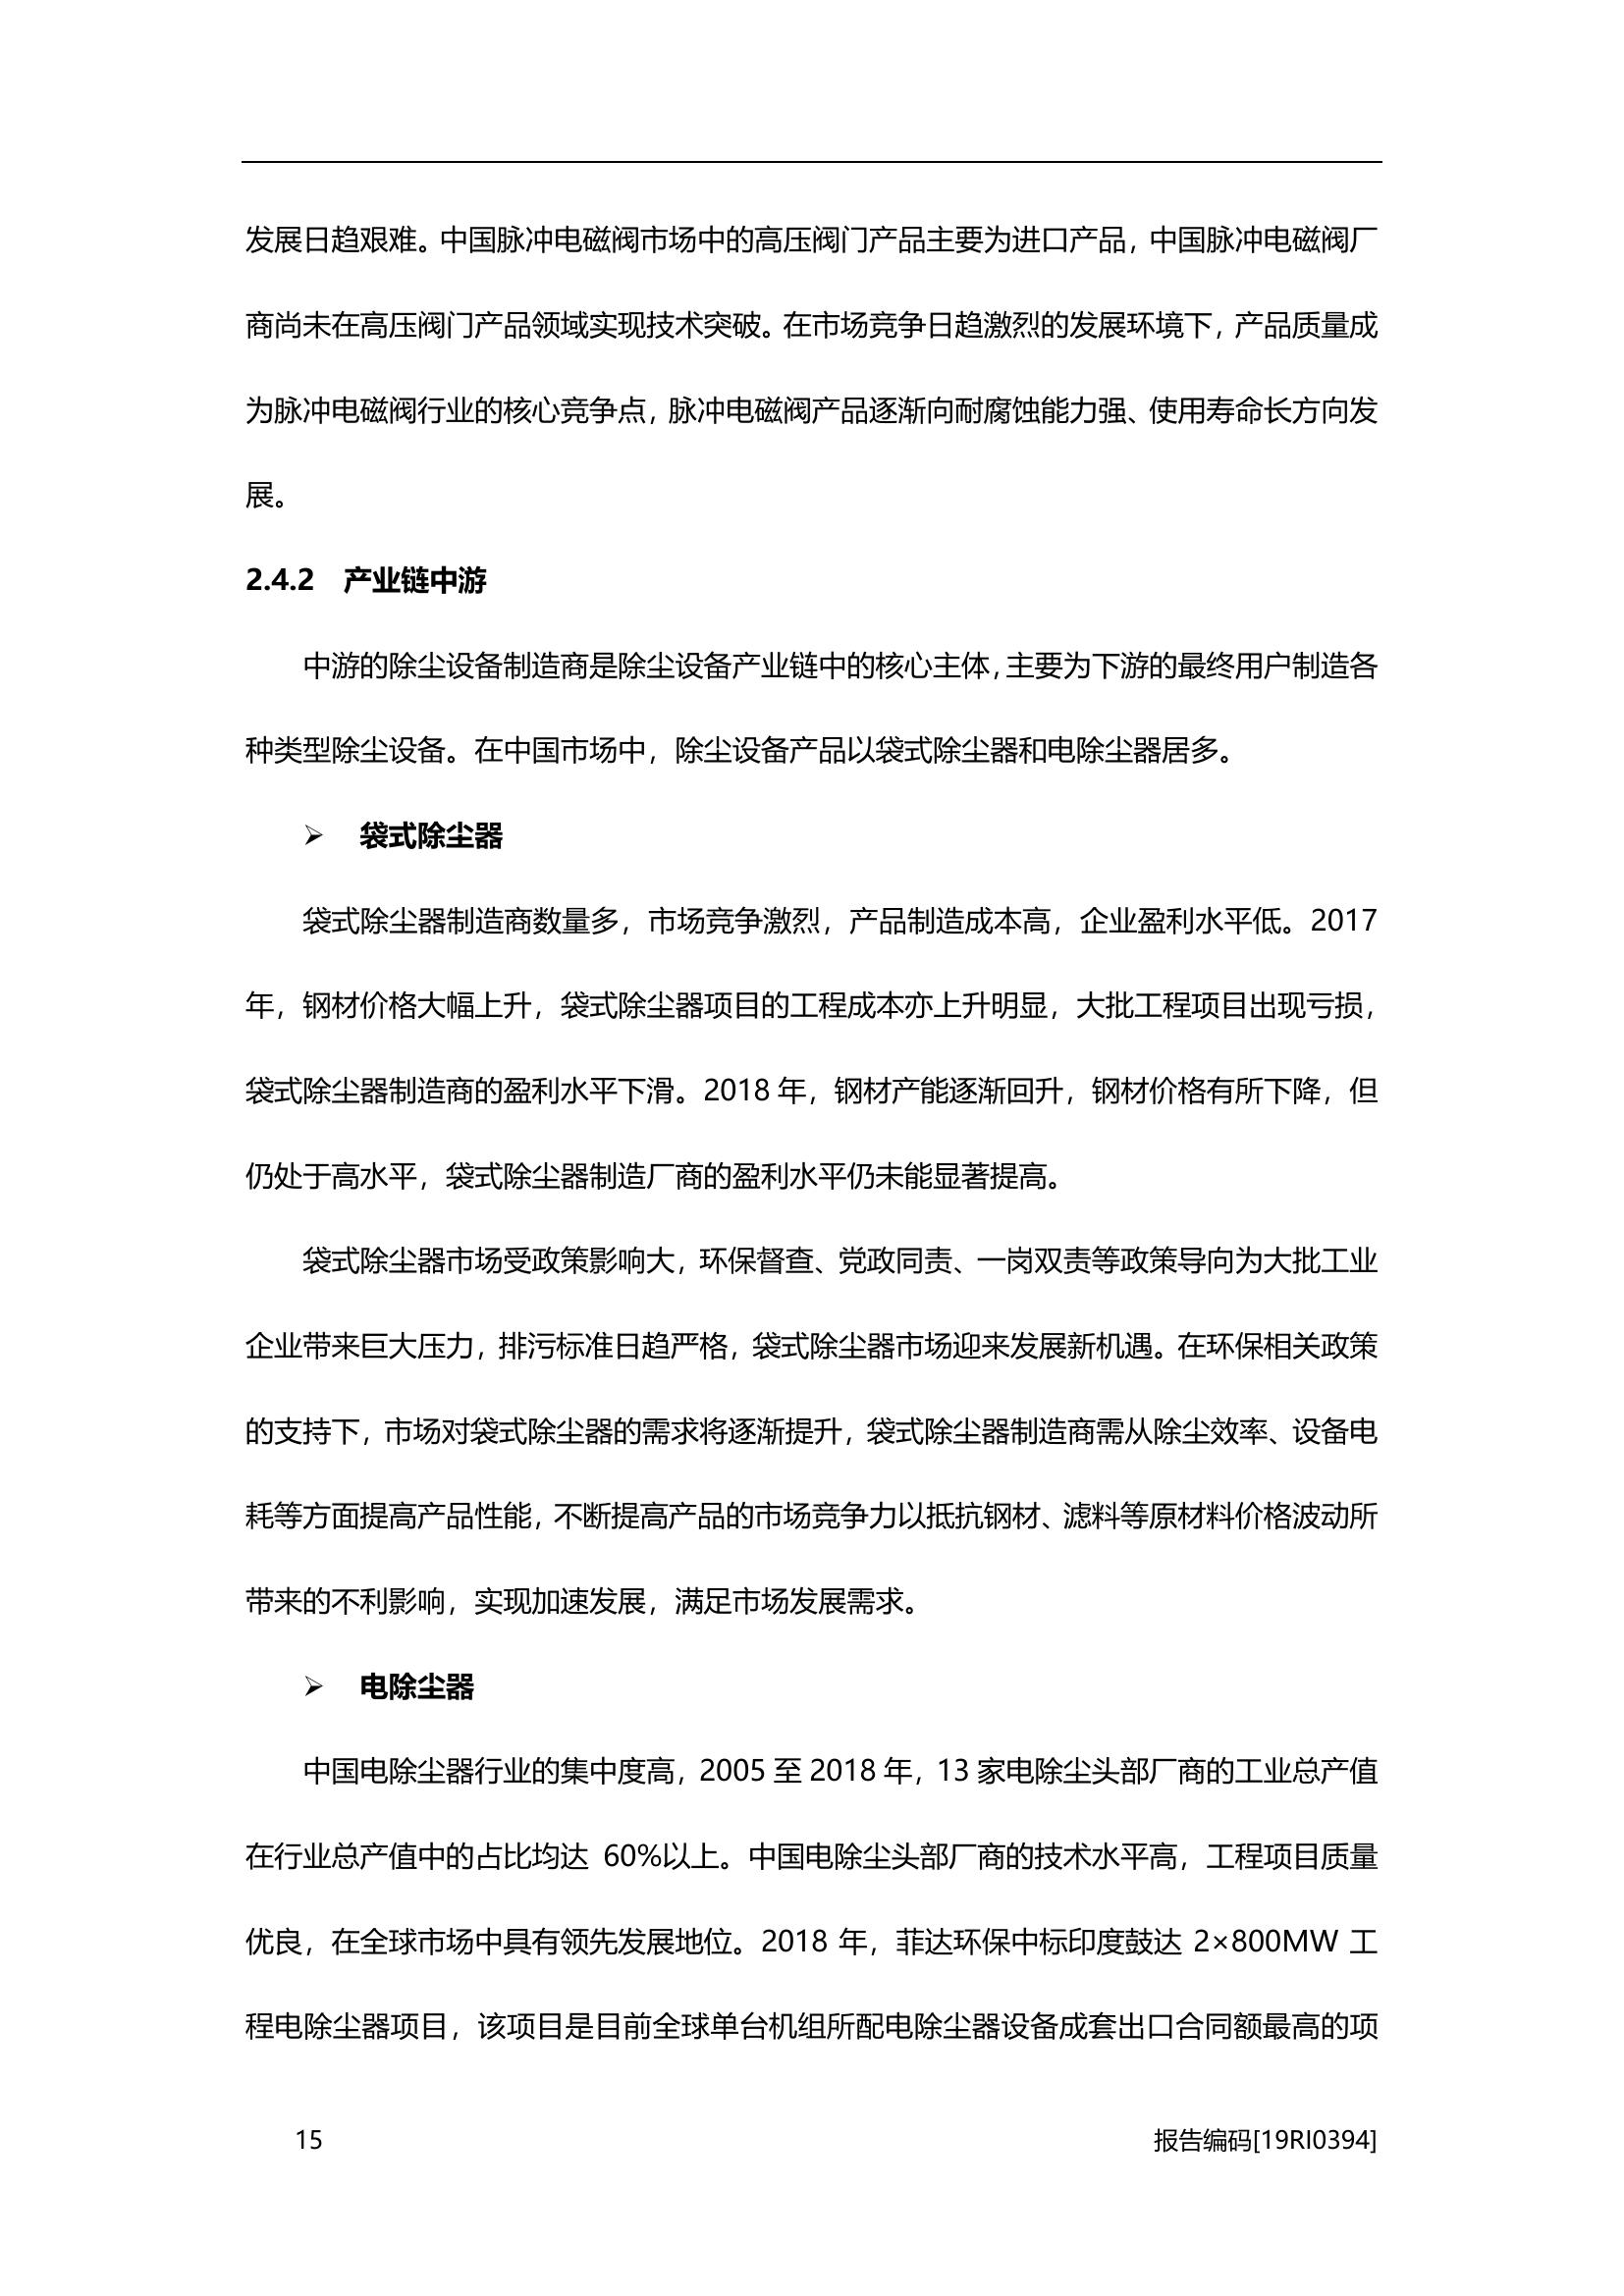 发展日趋艰难。中国脉冲电磁阀市场中的高压阀门产品主要为进口产品，中国脉冲电磁阀厂
商尚未在高压阀门产品领域实现技术突破。在市场竞争日趋激烈的发展环境下，产品质量成
为脉冲电磁阀行业的核心竞争点，脉冲电磁阀产品逐渐向耐腐蚀能力强、使用寿命长方向发
展。
2.4.2 产业链中游
中游的除尘设备制造商是除尘设备产业链中的核心主体，主要为下游的最终用户制造各
种类型除尘设备。在中国市场中，除尘设备产品以袋式除尘器和电除尘器居多。
➢ 袋式除尘器
袋式除尘器制造商数量多，市场竞争激烈，产品制造成本高，企业盈利水平低。2017
年，钢材价格大幅上升，袋式除尘器项目的工程成本亦上升明显，大批工程项目出现亏损，
袋式除尘器制造商的盈利水平下滑。2018 年，钢材产能逐渐回升，钢材价格有所下降，但
仍处于高水平，袋式除尘器制造厂商的盈利水平仍未能显著提高。
袋式除尘器市场受政策影响大，环保督查、党政同责、一岗双责等政策导向为大批工业
企业带来巨大压力，排污标准日趋严格，袋式除尘器市场迎来发展新机遇。在环保相关政策
的支持下，市场对袋式除尘器的需求将逐渐提升，袋式除尘器制造商需从除尘效率、设备电
耗等方面提高产品性能，不断提高产品的市场竞争力以抵抗钢材、滤料等原材料价格波动所
带来的不利影响，实现加速发展，满足市场发展需求。
➢ 电除尘器
中国电除尘器行业的集中度高，2005 至 2018 年，13 家电除尘头部厂商的工业总产值
在行业总产值中的占比均达 60%以上。中国电除尘头部厂商的技术水平高，工程项目质量
优良，在全球市场中具有领先发展地位。2018 年，菲达环保中标印度鼓达 2×800MW 工
程电除尘器项目，该项目是目前全球单台机组所配电除尘器设备成套出口合同额最高的项
15 报告编码[19RI0394]